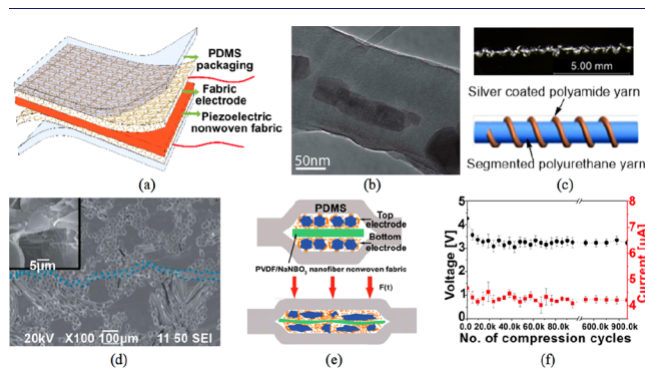 PDMS
packaging
Fabric
electrode
Piezoelectric
nonwoven fabric
(a)
50nm
(b)
5.00 mm
Silver coated polyamide yarn
Segmented polyurethane yarn
(c)
5μm
20kV X100 100μm 11 50 SEI
(d)
PDMS
Top
electrode
Bottom
electrode
PVDF/NaNBO3 nanofiber nonwoven fabric
F(t)
(e)
Voltage [V]
7
6
5
4
3
2
1
0
Current [μA]
8
7
6
5
4
0.0 20.0k 40.0k 60.0k 80.0k 600.0k 900.0k
No. of compression cycles
(f)